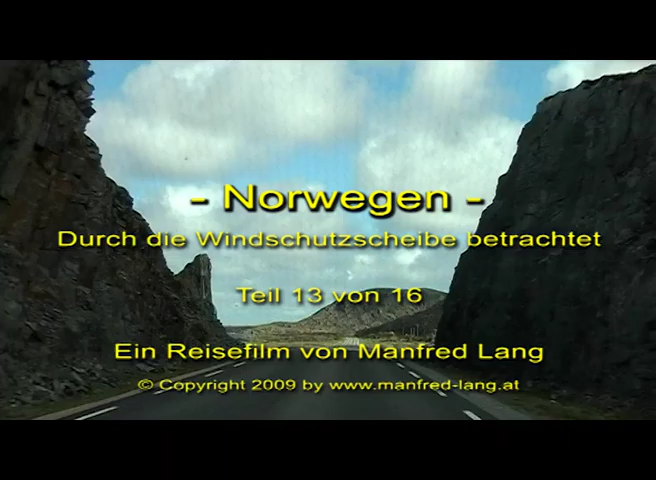 - Norwegen -
Durch die Windschutzscheibe betrachtet
Teil 13 von 16
Ein Reisefilm von Manfred Lang
© Copyright 2009 by www.manfred-lang.at